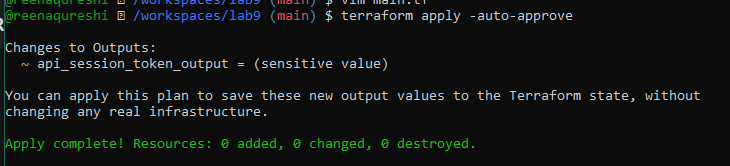 @reenaqureshi /workspaces/lab9 (main) $ vim main.tf
@reenaqureshi /workspaces/lab9 (main) $ terraform apply -auto-approve
R
Changes to Outputs:
  ~ api_session_token_output = (sensitive value)
You can apply this plan to save these new output values to the Terraform state, without
changing any real infrastructure.
Apply complete! Resources: 0 added, 0 changed, 0 destroyed.